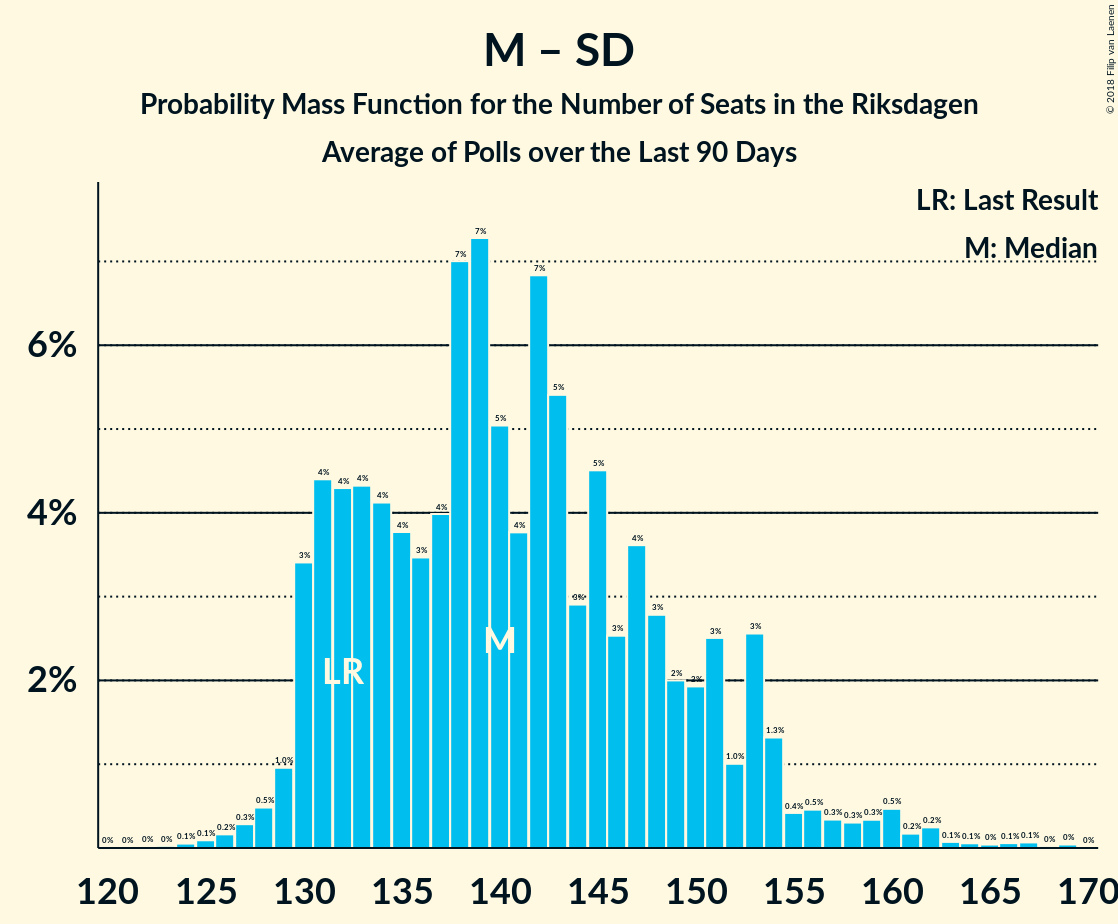 M – SD
Probability Mass Function for the Number of Seats in the Riksdagen
Average of Polls over the Last 90 Days
© 2018 Filip van Laenen
LR: Last Result
M: Median
6%
4%
2%
0% 0% 0% 0% 0.1% 0.1% 0.2% 0.3% 0.5% 1.0% 3% 4% 4% 4% 4% 4% 3% 4% 7% 7% 5% 4% 7% 5% 3% 5% 3% 4% 3% 2% 2% 3% 1.0% 3% 1.3% 0.4% 0.5% 0.3% 0.3% 0.3% 0.5% 0.2% 0.2% 0.1% 0.1% 0% 0.1% 0.1% 0% 0% 0%
LR
M
120 125 130 135 140 145 150 155 160 165 170